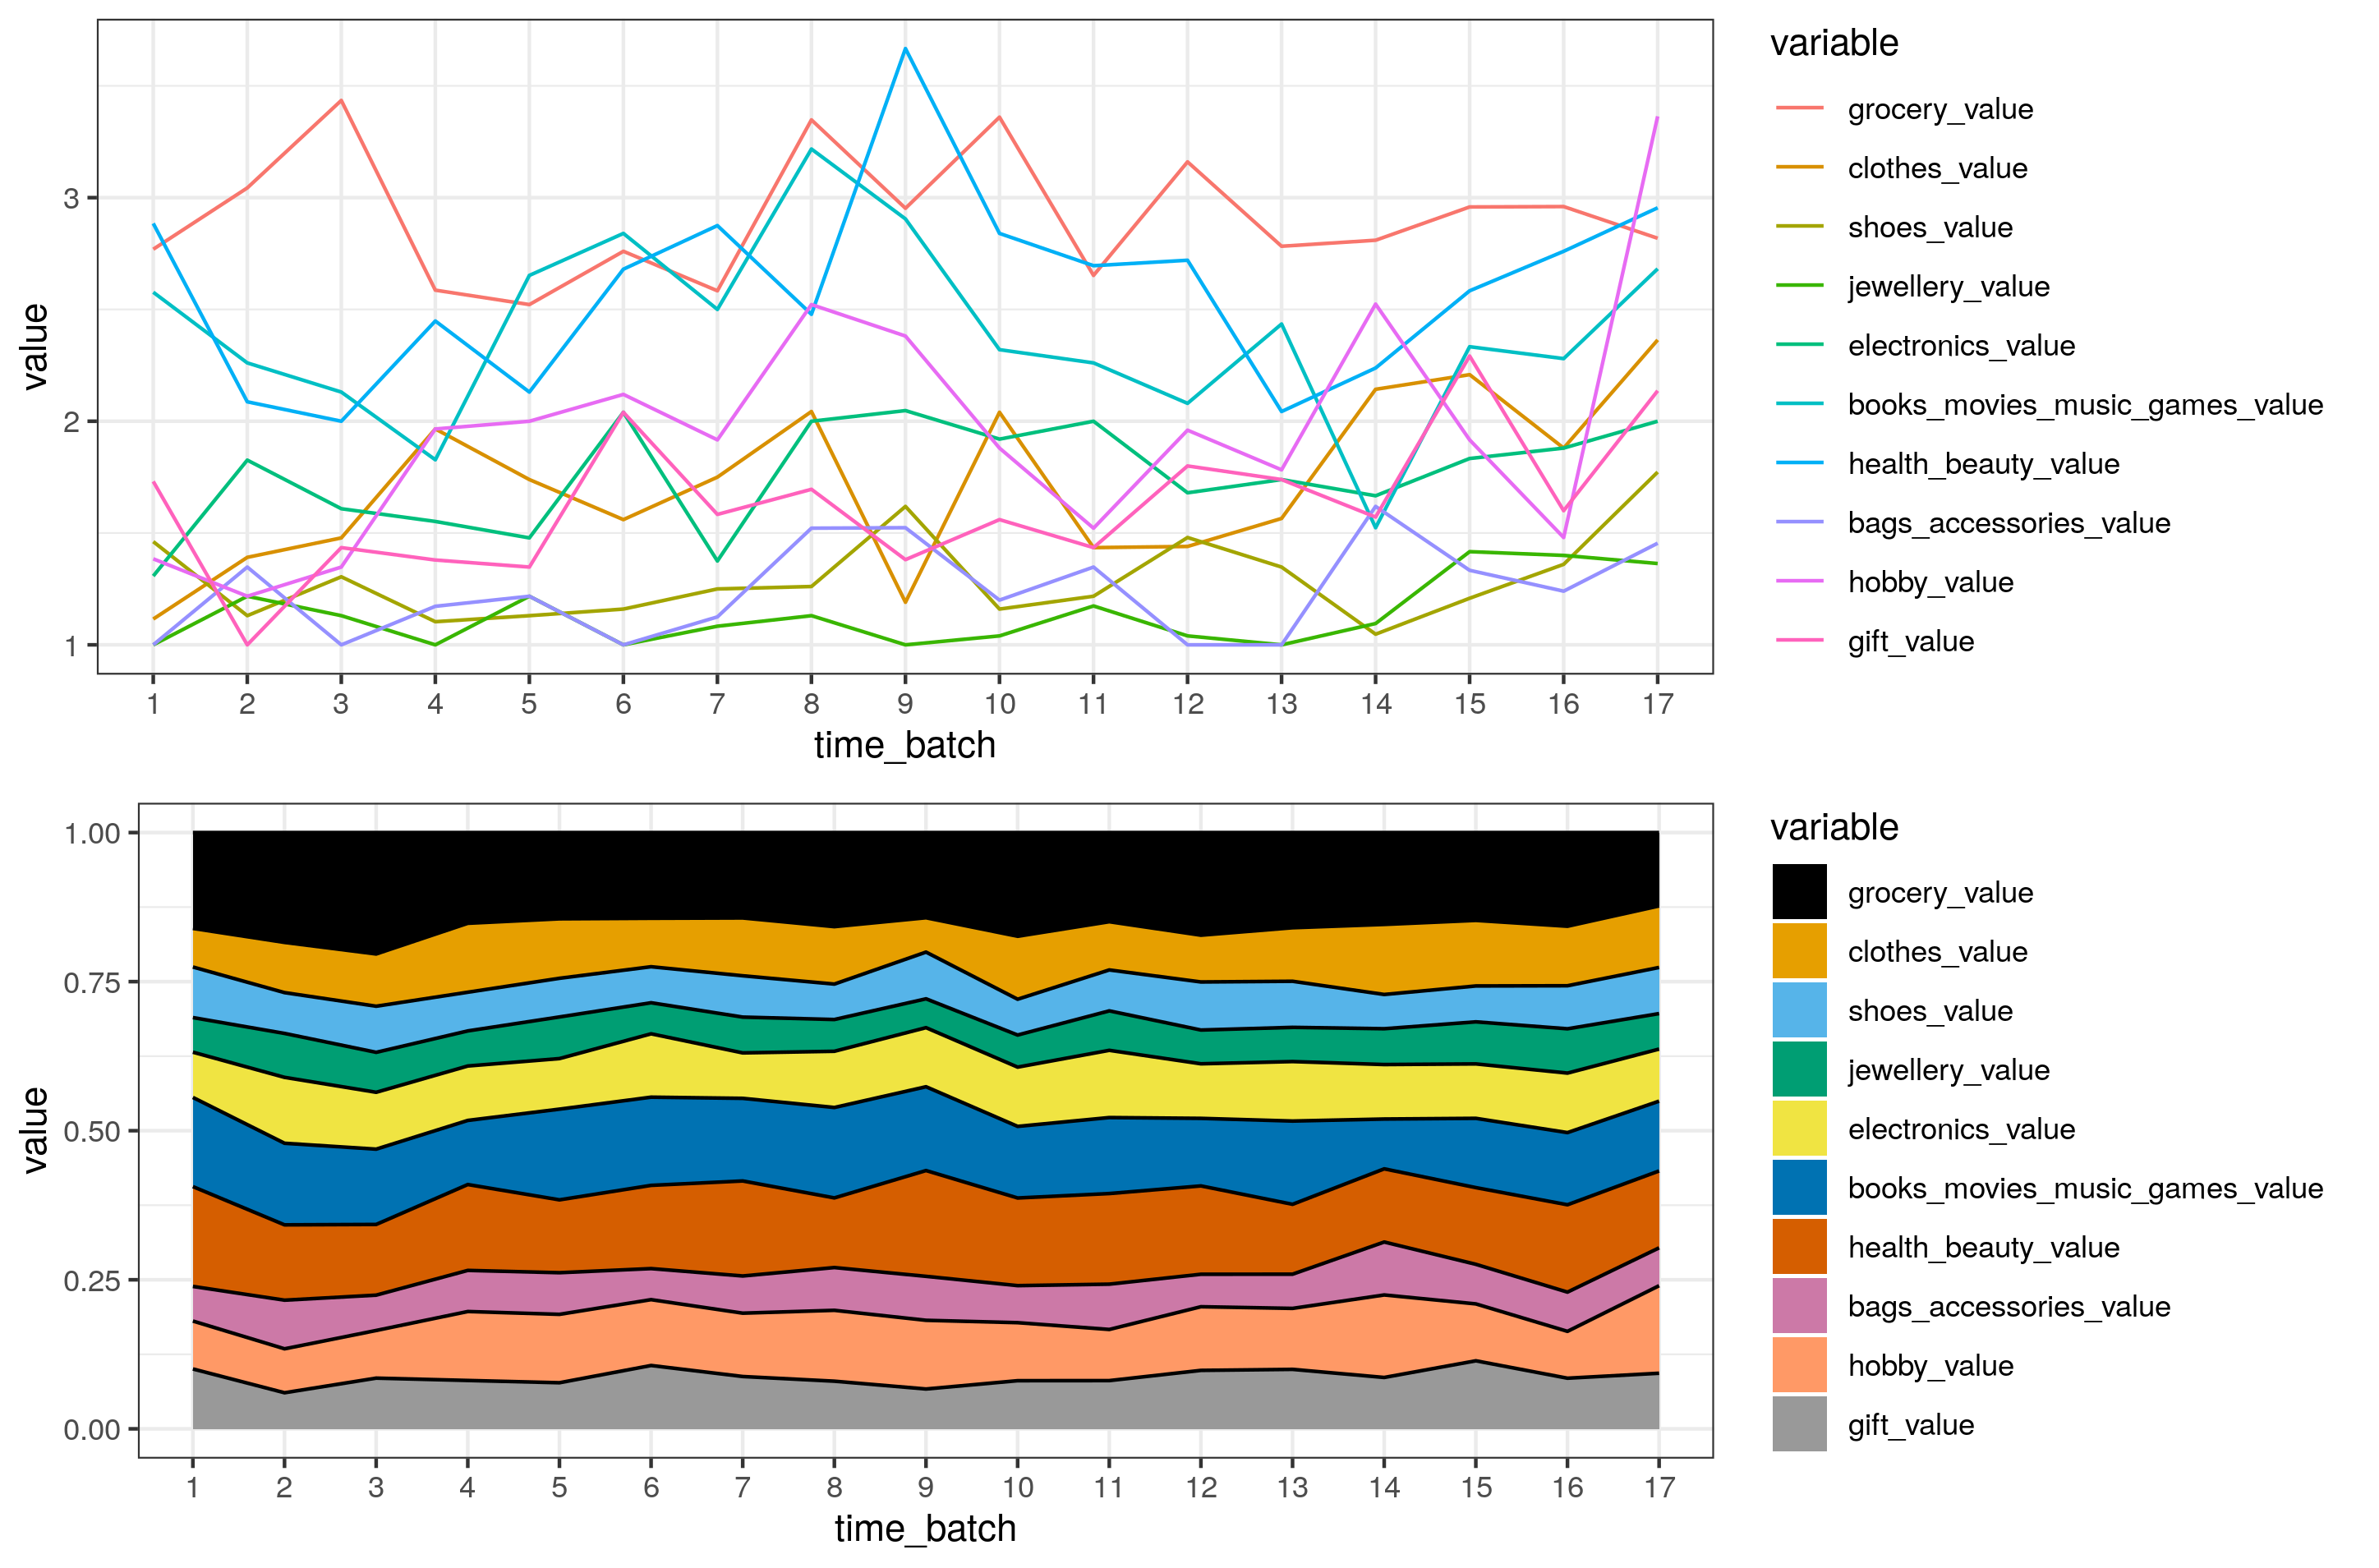 variable
grocery_value
clothes_value
shoes_value
jewellery_value
electronics_value
books_movies_music_games_value
health_beauty_value
bags_accessories_value
hobby_value
gift_value
value
3
2
1
1 2 3 4 5 6 7 8 9 10 11 12 13 14 15 16 17
time_batch
variable
grocery_value
clothes_value
shoes_value
jewellery_value
electronics_value
books_movies_music_games_value
health_beauty_value
bags_accessories_value
hobby_value
gift_value
value
1.00
0.75
0.50
0.25
0.00
1 2 3 4 5 6 7 8 9 10 11 12 13 14 15 16 17
time_batch